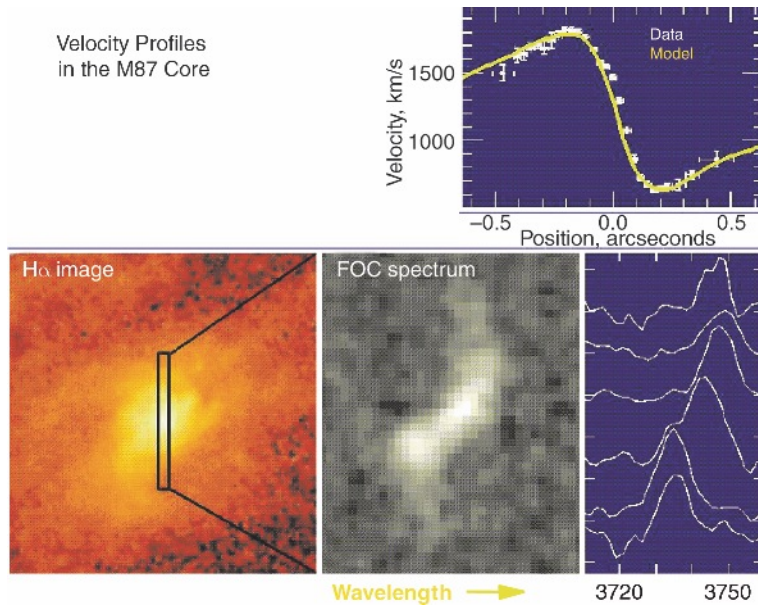 Velocity Profiles
in the M87 Core
Data
Model
Velocity, km/s
1500
1000
−0.5
0.0
0.5
Position, arcseconds
Hα image
FOC spectrum
Wavelength
3720
3750